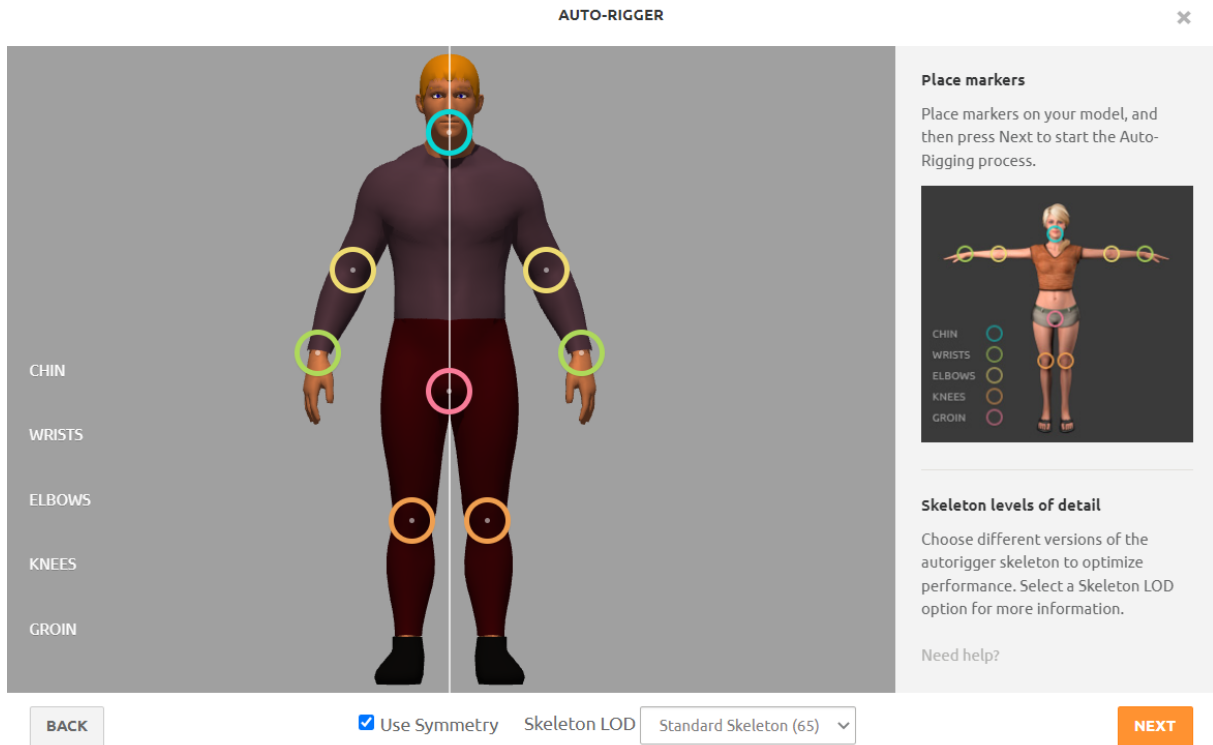 AUTO-RIGGER
Place markers
Place markers on your model, and
then press Next to start the Auto-
Rigging process.
CHIN
WRISTS
ELBOWS
KNEES
GROIN
CHIN
WRISTS
ELBOWS
KNEES
GROIN
Skeleton levels of detail
Choose different versions of the
autorigger skeleton to optimize
performance. Select a Skeleton LOD
option for more information.
Need help?
BACK
Use Symmetry
Skeleton LOD
Standard Skeleton (65)
NEXT